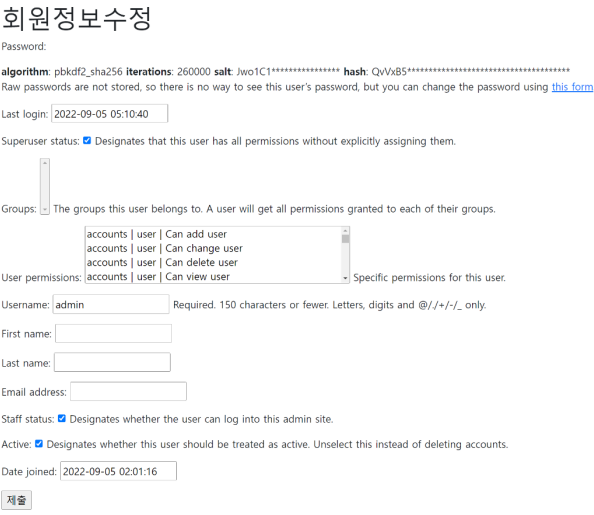 회원정보수정
Password:
algorithm: pbkdf2_sha256 iterations: 260000 salt: Jwo1C1**************** hash: QvVxB5**************************************
Raw passwords are not stored, so there is no way to see this user's password, but you can change the password using this form
Last login: 2022-09-05 05:10:40
Superuser status: Designates that this user has all permissions without explicitly assigning them.
Groups: The groups this user belongs to. A user will get all permissions granted to each of their groups.
accounts | user | Can add user
accounts | user | Can change user
accounts | user | Can delete user
accounts | user | Can view user
User permissions: Specific permissions for this user.
Username: admin Required. 150 characters or fewer. Letters, digits and @/./+/-/_ only.
First name:
Last name:
Email address:
Staff status: Designates whether the user can log into this admin site.
Active: Designates whether this user should be treated as active. Unselect this instead of deleting accounts.
Date joined: 2022-09-05 02:01:16
제출